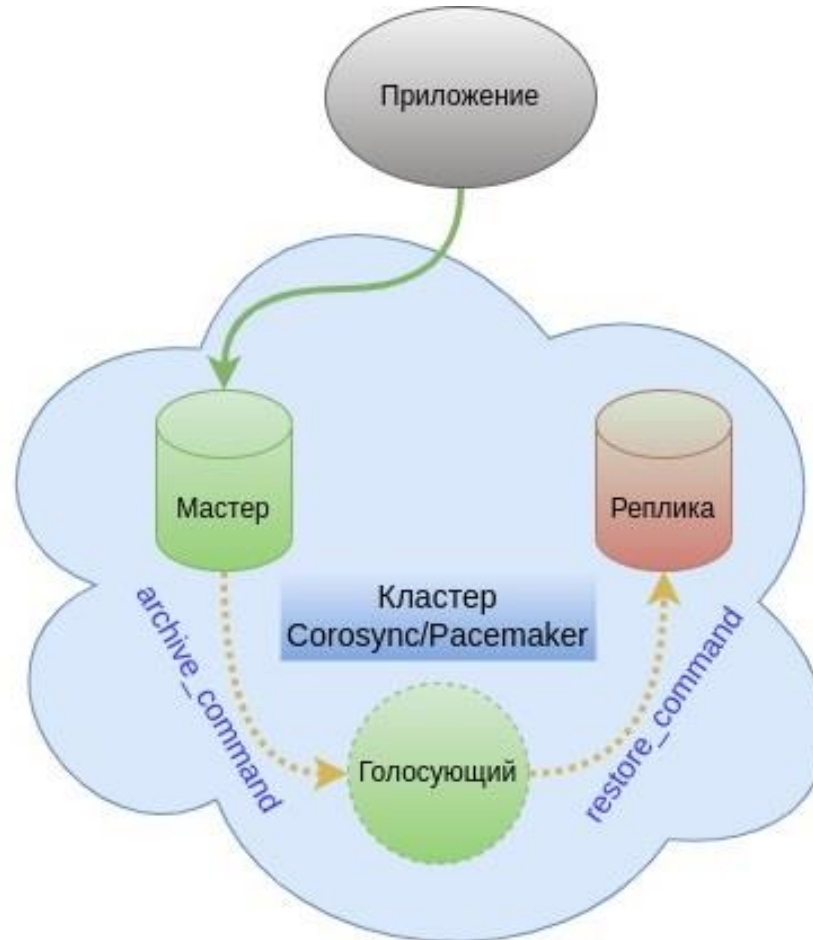 Приложение
Мастер
Реплика
Кластер
Corosync/Pacemaker
archive_command
Голосующий
restore_command